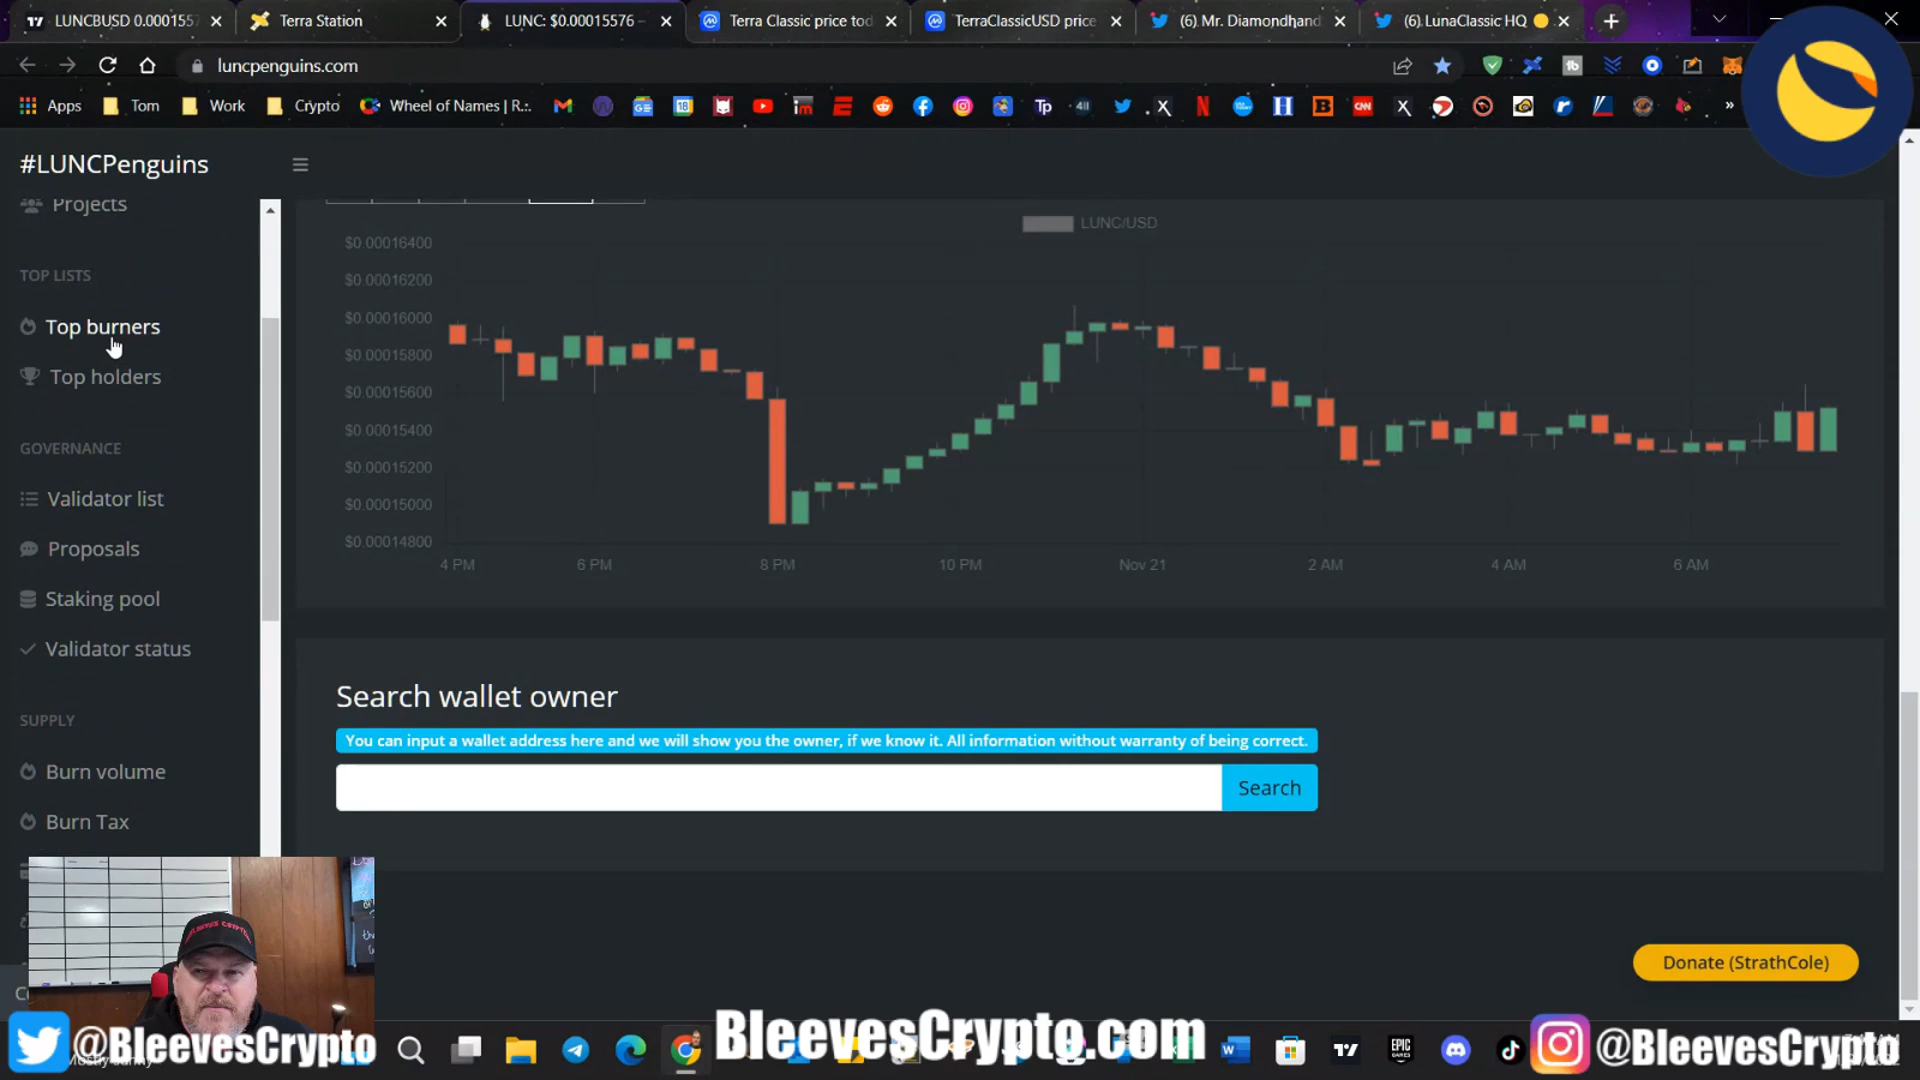 LUNCBUSD 0.0001557
Terra Station
LUNC: $0.00015576 –
Terra Classic price tod
TerraClassicUSD price
(6) Mr. Diamondhand
(6) LunaClassic HQ
luncpenguins.com
Apps
Tom
Work
Crypto
Wheel of Names | R...
#LUNCPenguins
Projects
TOP LISTS
Top burners
Top holders
GOVERNANCE
Validator list
Proposals
Staking pool
Validator status
SUPPLY
Burn volume
Burn Tax
LUNC/USD
$0.00016400
$0.00016200
$0.00016000
$0.00015800
$0.00015600
$0.00015400
$0.00015200
$0.00015000
$0.00014800
4 PM 6 PM 8 PM 10 PM Nov 21 2 AM 4 AM 6 AM
Search wallet owner
You can input a wallet address here and we will show you the owner, if we know it. All information without warranty of being correct.
Search
Donate (StrathCole)
@BleevesCrypto
BleevesCrypto.com
@BleevesCrypto